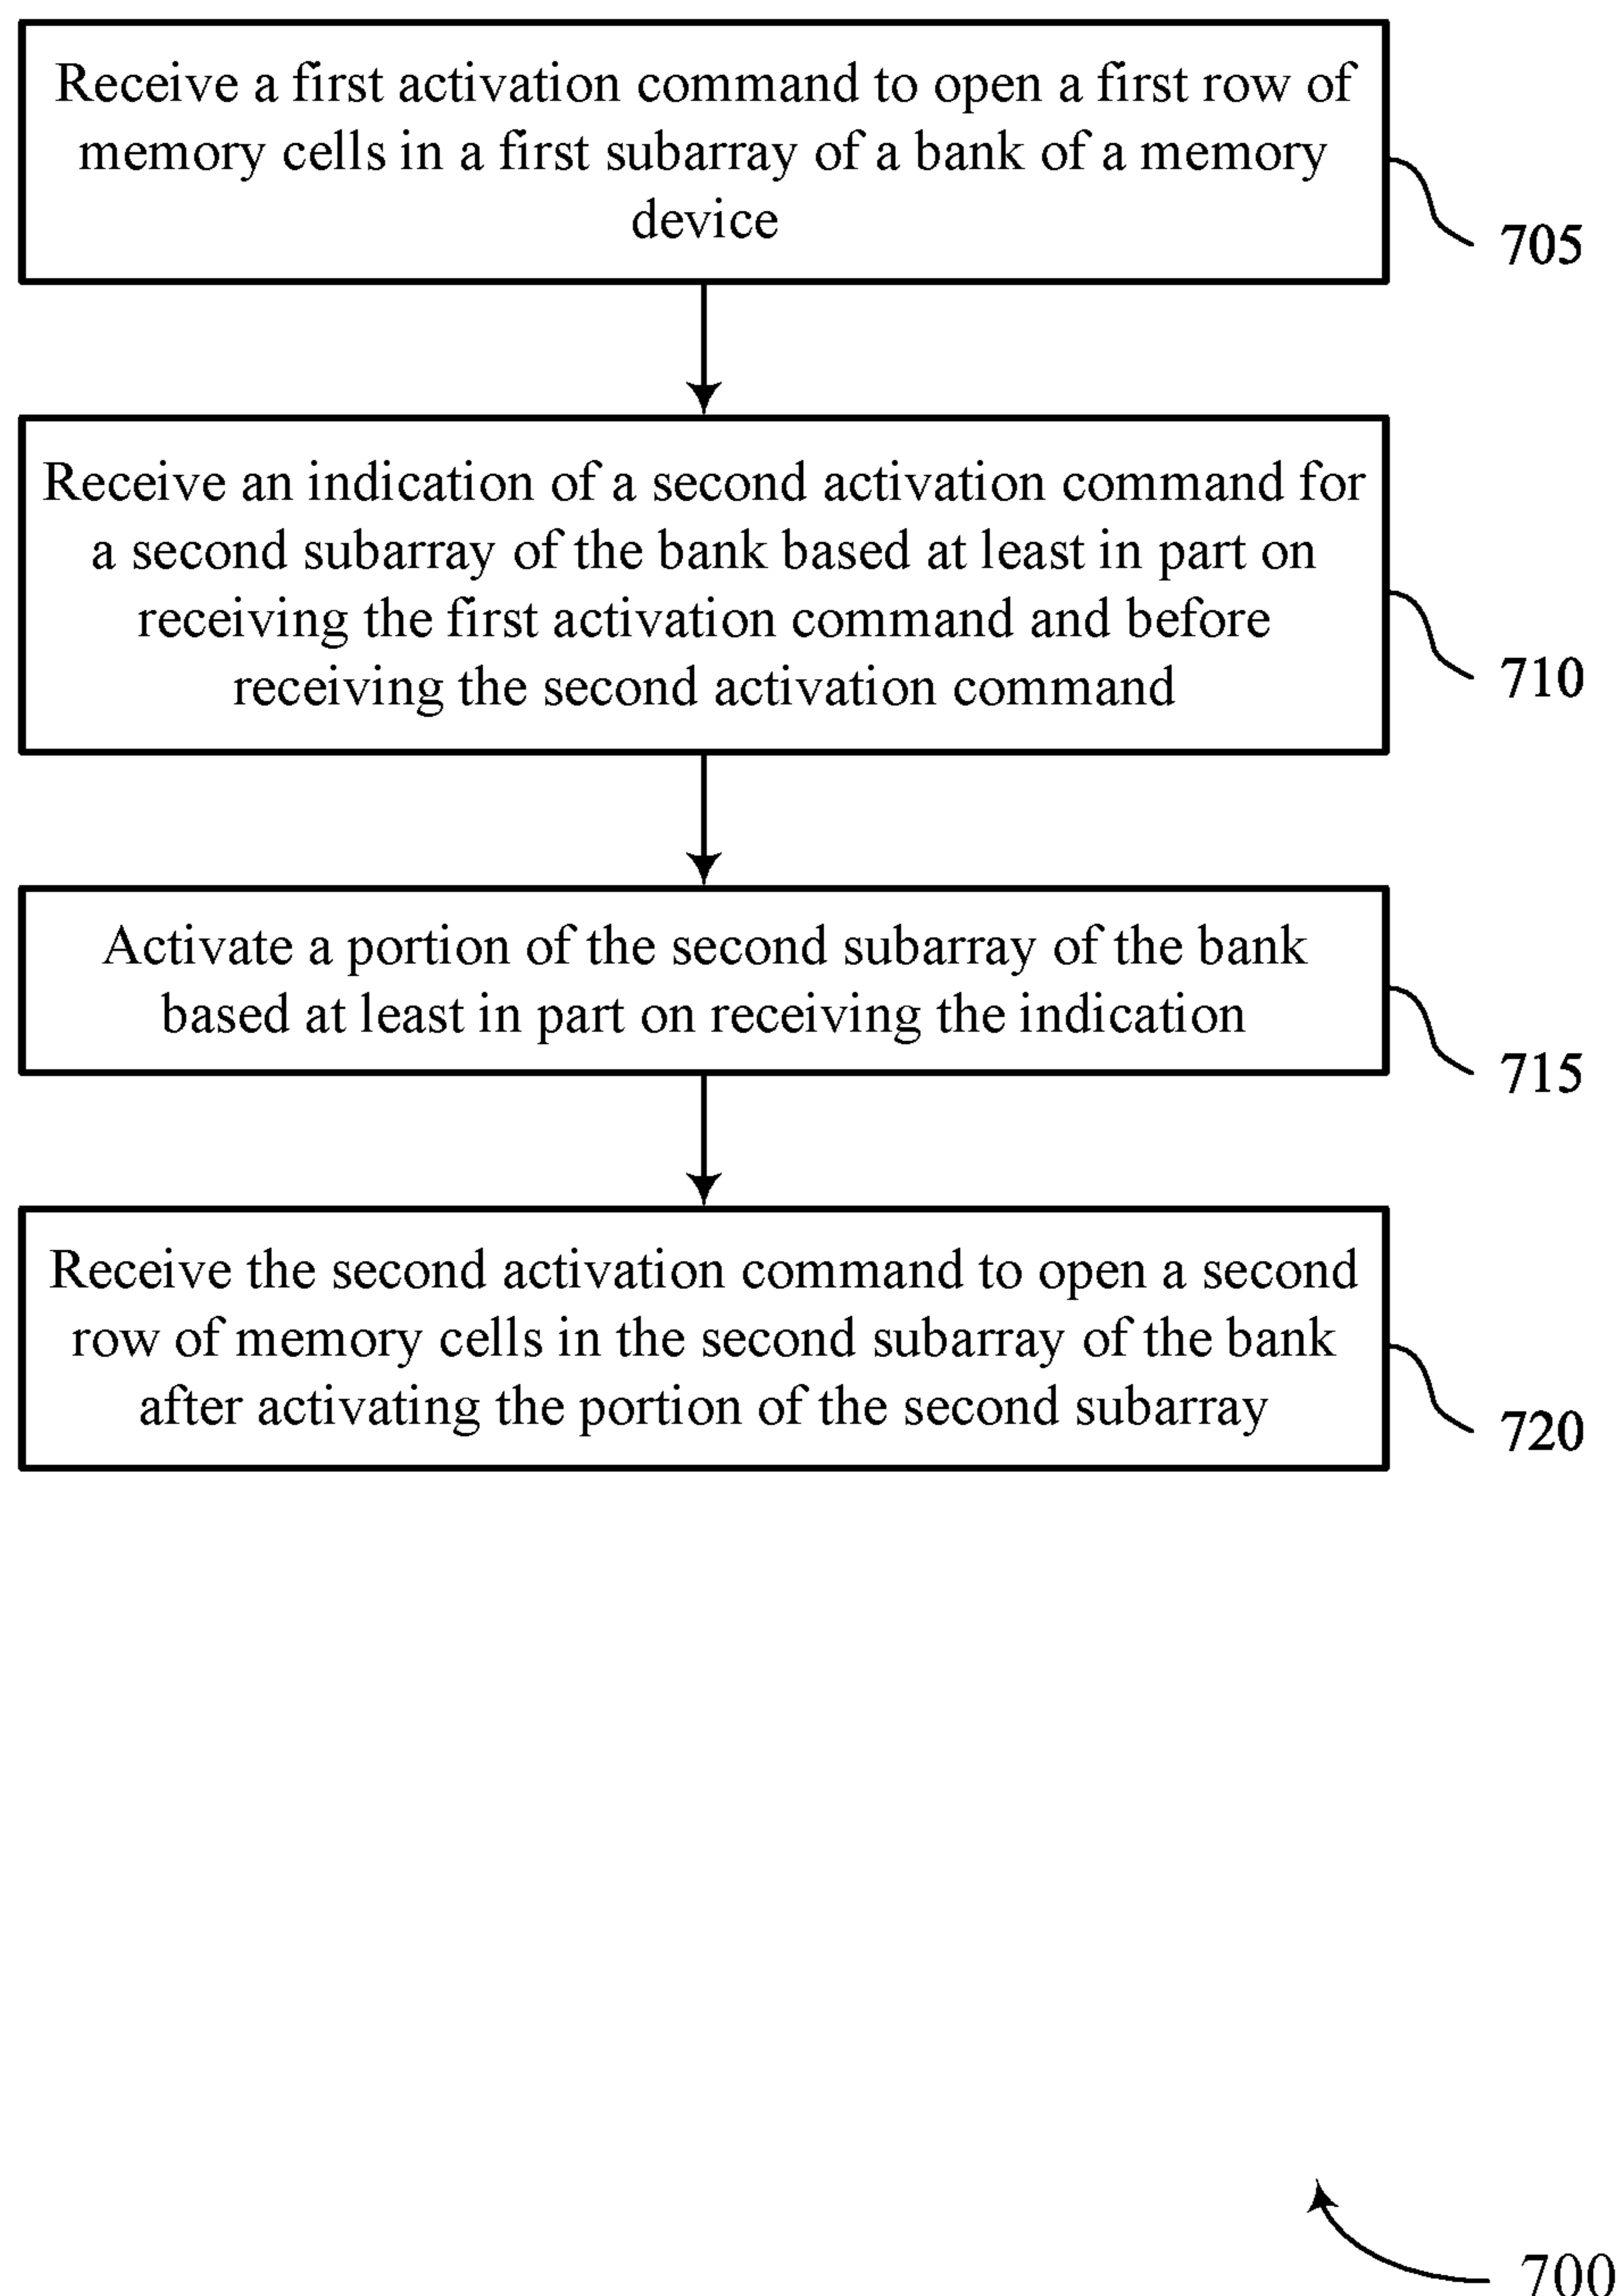 Receive a first activation command to open a first row of
memory cells in a first subarray of a bank of a memory
device
705
Receive an indication of a second activation command for
a second subarray of the bank based at least in part on
receiving the first activation command and before
receiving the second activation command
710
Activate a portion of the second subarray of the bank
based at least in part on receiving the indication
715
Receive the second activation command to open a second
row of memory cells in the second subarray of the bank
after activating the portion of the second subarray
720
700